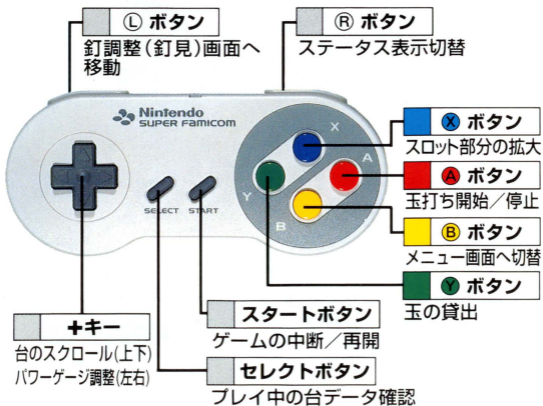 Ⓛ ボタン
釘調整(釘見)画面へ
移動
Ⓡ ボタン
ステータス表示切替
Nintendo
SUPER FAMICOM
X
A
Y
B
SELECT
START
Ⓧ ボタン
スロット部分の拡大
Ⓐ ボタン
玉打ち開始／停止
Ⓑ ボタン
メニュー画面へ切替
Ⓨ ボタン
玉の貸出
+キー
台のスクロール(上下)
パワーゲージ調整(左右)
スタートボタン
ゲームの中断／再開
セレクトボタン
プレイ中の台データ確認